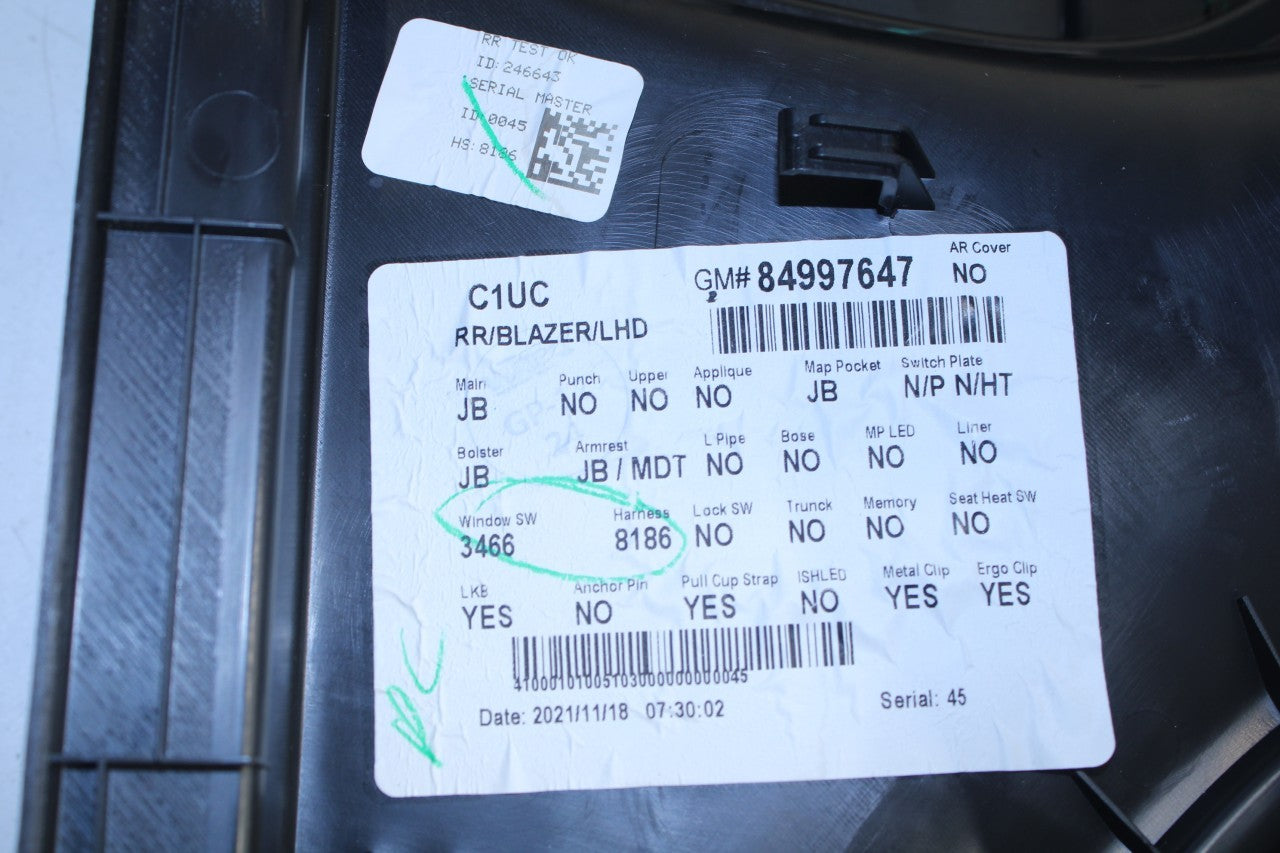 RR TEST OK
ID:246643
SERIAL MASTER
ID:0045
HS:8186
C1UC
GM# 84997647
AR Cover
NO
RR/BLAZER/LHD
Main Punch Upper Applique Map Pocket Switch Plate
JB NO NO NO JB N/P N/HT
Bolster Armrest L Pipe Bose MP LED Liner
JB JB / MDT NO NO NO NO
Window SW Harness Lock SW Trunck Memory Seat Heat SW
3466 8186 NO NO NO NO
LKB Anchor Pin Pull Cup Strap ISHLED Metal Clip Ergo Clip
YES NO YES NO YES YES
Date: 2021/11/18 07:30:02 Serial: 45